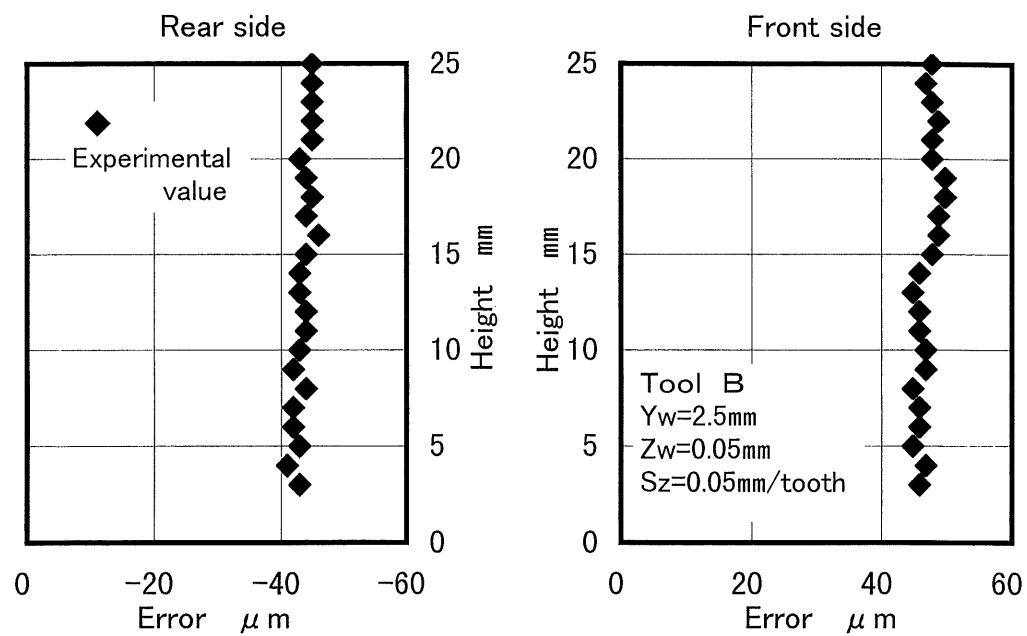 Rear side
25
20
15
10
5
0
Height mm
Experimental
value
0 -20 -40 -60
Error μm
Front side
25
20
15
10
5
0
Height mm
Tool B
Yw=2.5mm
Zw=0.05mm
Sz=0.05mm/tooth
0 20 40 60
Error μm